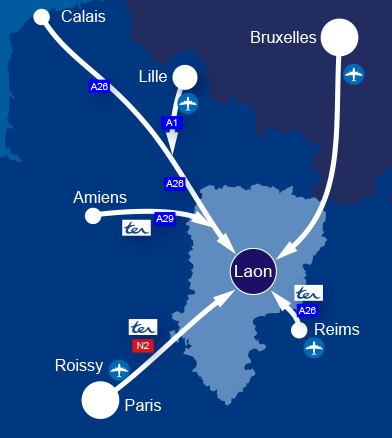 Calais
Bruxelles
Lille
A26
A1
A26
Amiens
A29
ter
Laon
ter
A26
Reims
ter
N2
Roissy
Paris